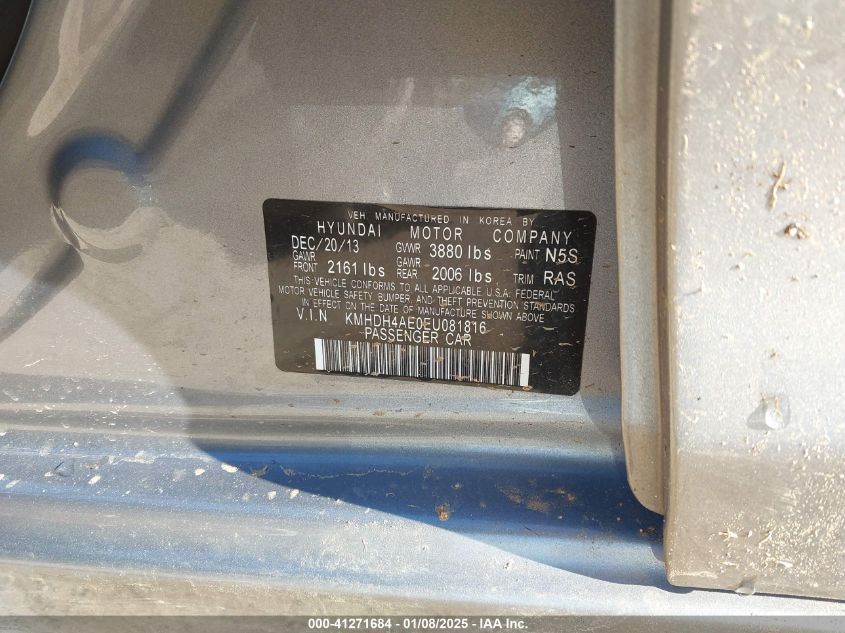 VEH MANUFACTURED IN KOREA BY
HYUNDAI MOTOR COMPANY
DEC/20/13 GVWR 3880 lbs PAINT N5S
GAWR FRONT 2161 lbs GAWR REAR 2006 lbs TRIM RAS
THIS VEHICLE CONFORMS TO ALL APPLICABLE U.S.A. FEDERAL
MOTOR VEHICLE SAFETY BUMPER, AND THEFT PREVENTION STANDARDS
IN EFFECT ON THE DATE OF MANUFACTURE SHOWN ABOVE
V.I.N KMHDH4AE0EU081816
PASSENGER CAR
000-41271684 | 01/08/2025 - IAA Inc.